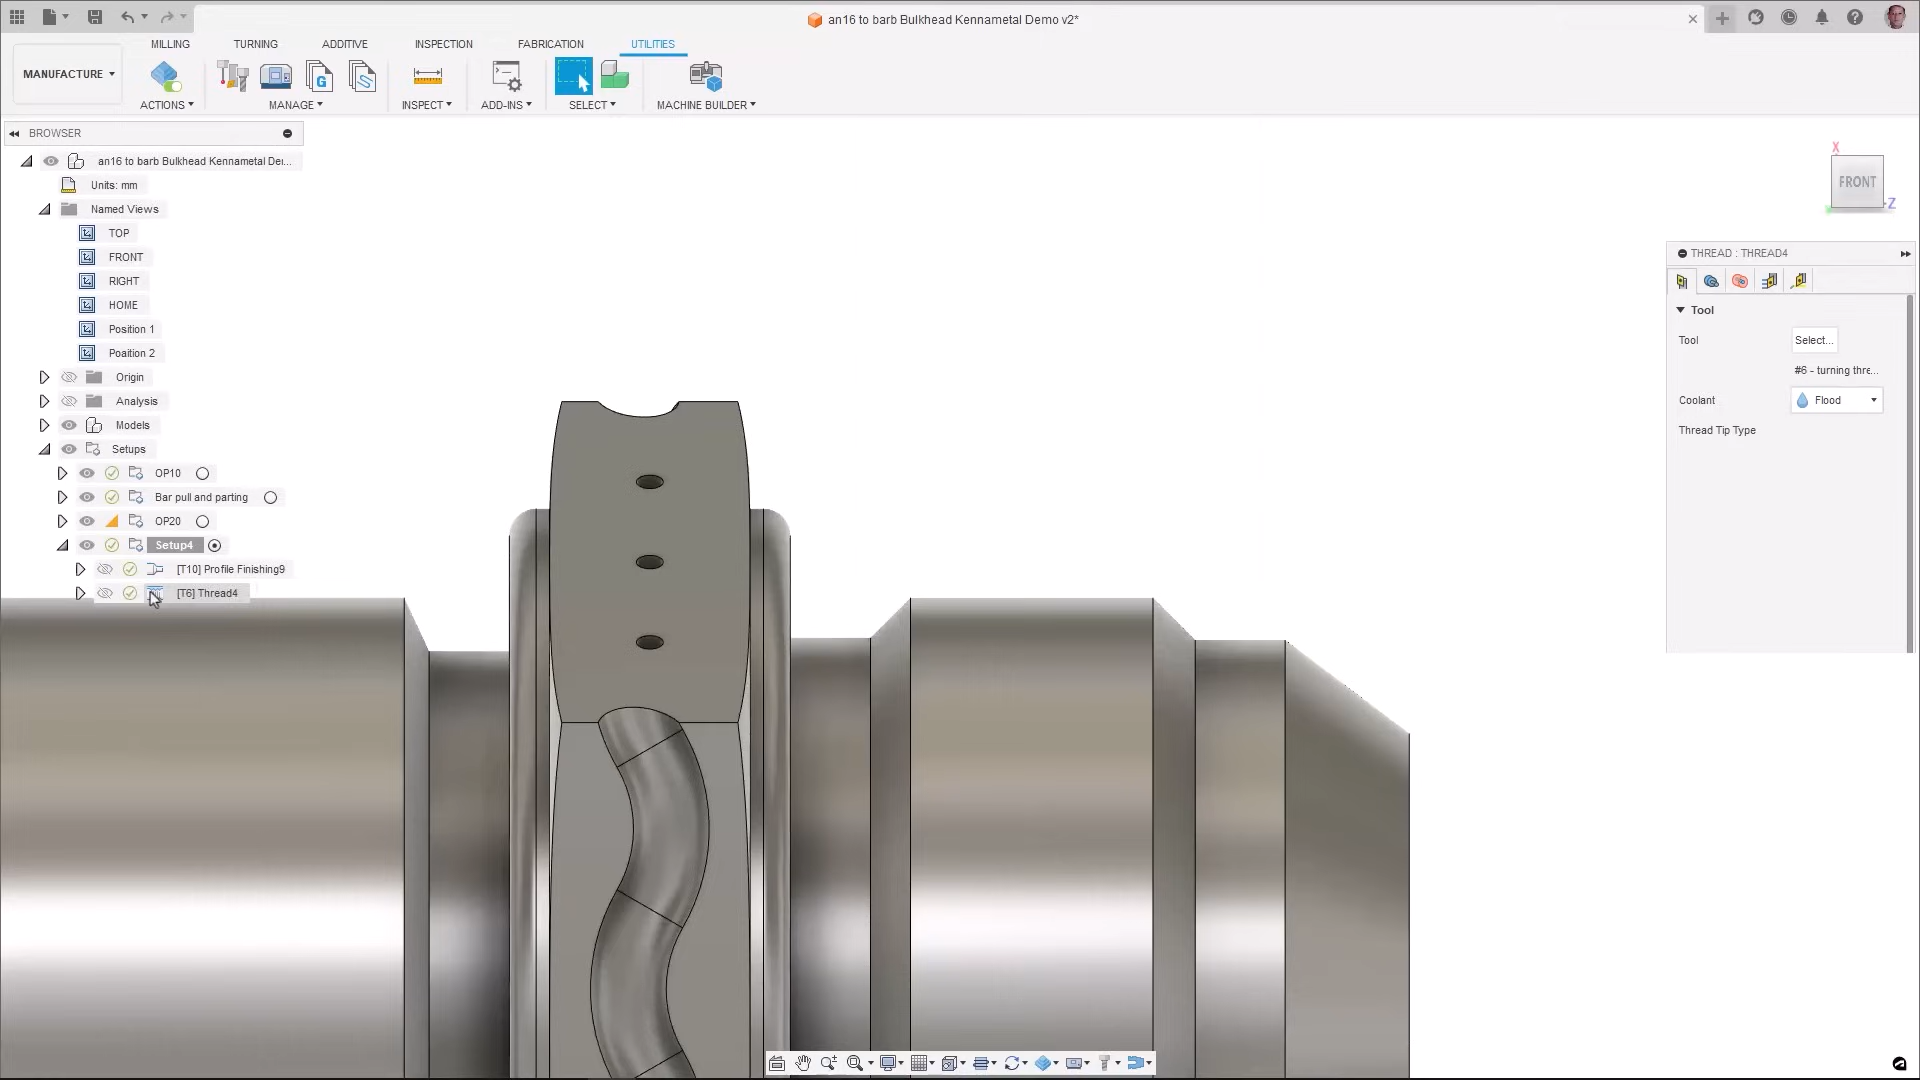 an16 to barb Bulkhead Kennametal Demo v2*
MANUFACTURE
MILLING
TURNING
ADDITIVE
INSPECTION
FABRICATION
UTILITIES
ACTIONS
MANAGE
INSPECT
ADD-INS
SELECT
MACHINE BUILDER
BROWSER
an16 to barb Bulkhead Kennametal Der...
Units: mm
Named Views
TOP
FRONT
RIGHT
HOME
Position 1
Poaition 2
Origin
Analysis
Models
Setups
OP10
Bar pull and parting
OP20
Setup4
[T10] Profile Finishing9
[T6] Thread4
X
FRONT
Z
THREAD : THREAD4
Tool
Tool
Select...
#6 - turning thre...
Coolant
Flood
Thread Tip Type